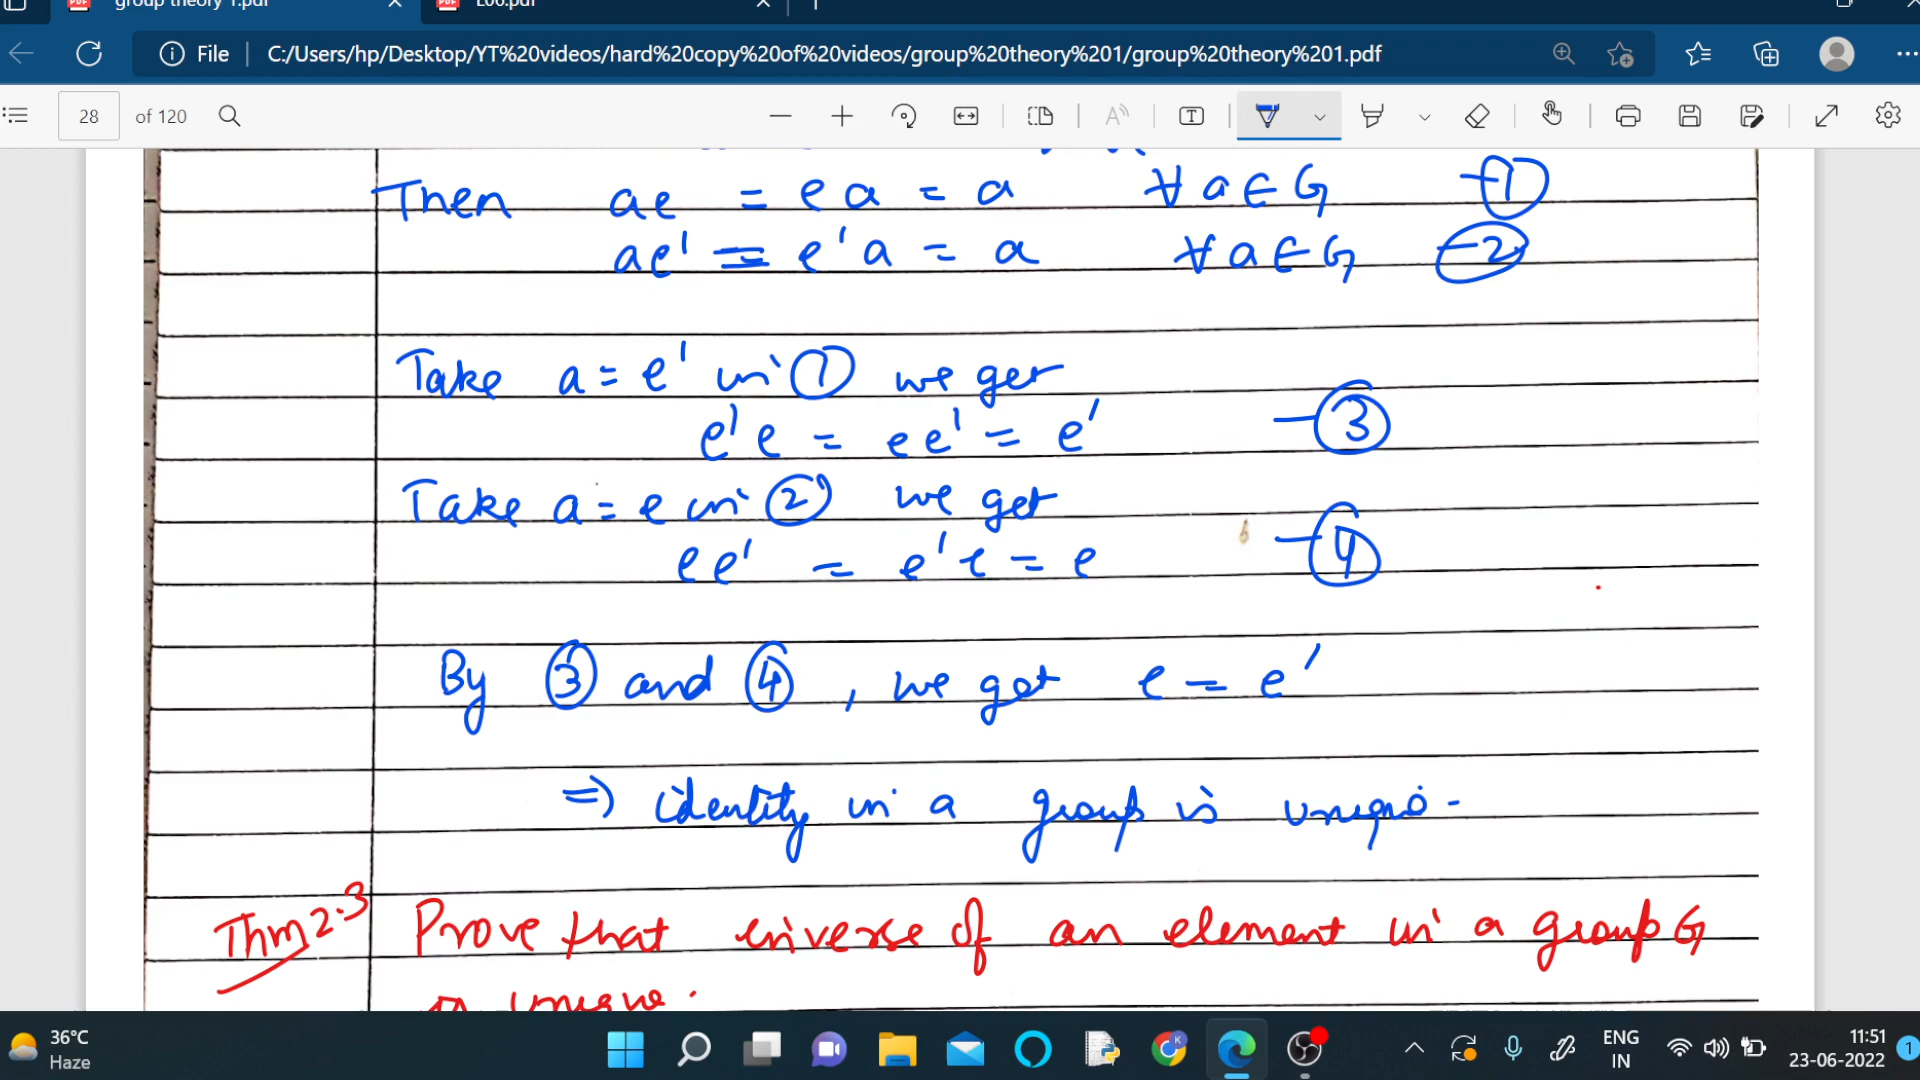 group theory 1.pdf
L06.pdf
File
C:/Users/hp/Desktop/YT%20videos/hard%20copy%20of%20videos/group%20theory%201/group%20theory%201.pdf
28 of 120
Then ae = ea = a ∀ a ∈ G —①
ae' = e'a = a ∀ a ∈ G —②
Take a = e' in ① we get
e'e = ee' = e' —③
Take a = e in ② we get
ee' = e'e = e —④
By ③ and ④, we get e = e'
⇒ identity in a group is unique.
Thm 2.3 Prove that inverse of an element in a group G
is unique.
36°C
Haze
ENG
IN
11:51
23-06-2022
1